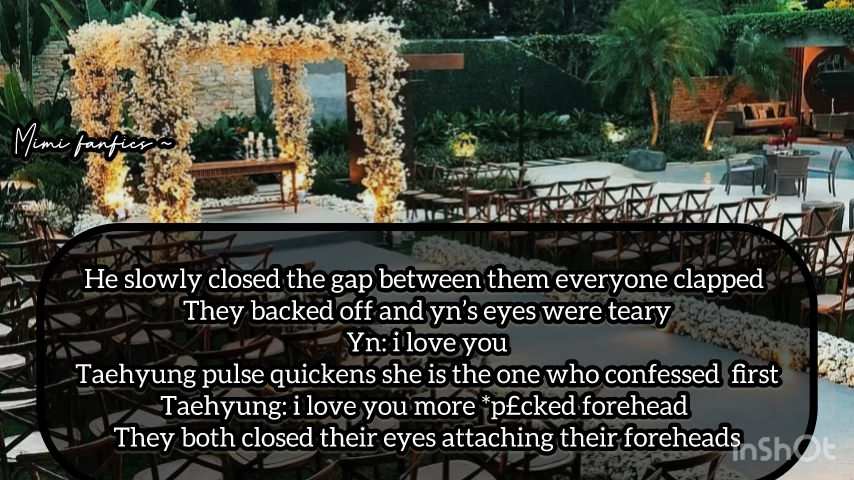 Mimi fanfics ~
He slowly closed the gap between them everyone clapped
They backed off and yn’s eyes were teary
Yn: i love you
Taehyung pulse quickens she is the one who confessed first
Taehyung: i love you more *p£cked forehead
They both closed their eyes attaching their foreheads
InShOt